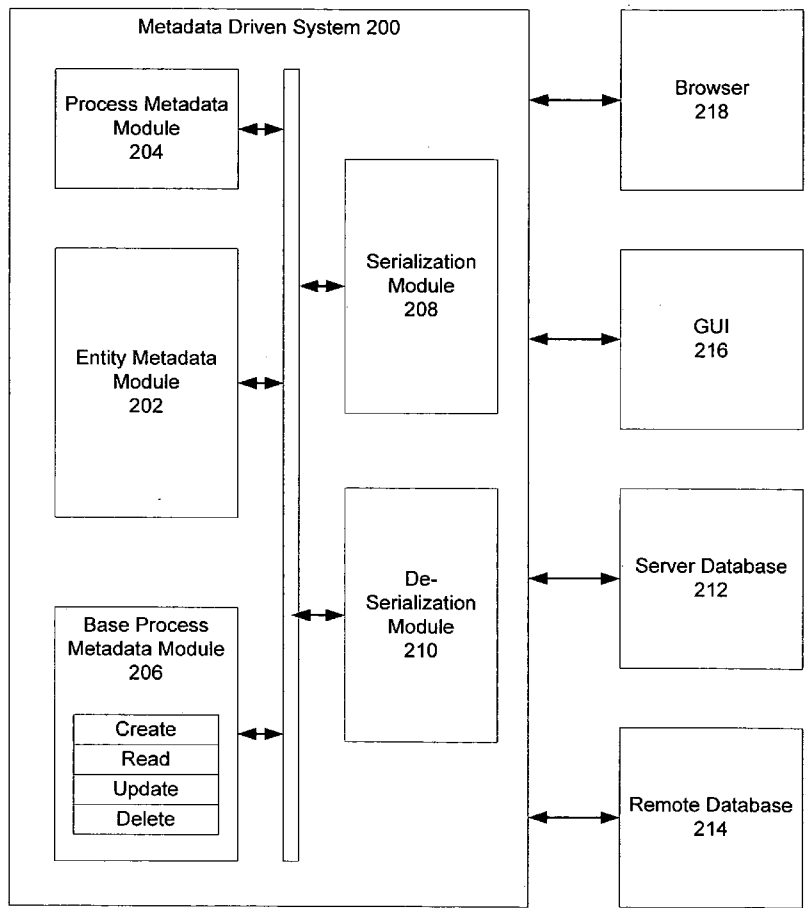 Metadata Driven System 200
Process Metadata
Module
204
Entity Metadata
Module
202
Base Process
Metadata Module
206
Create
Read
Update
Delete
Serialization
Module
208
De-
Serialization
Module
210
Browser
218
GUI
216
Server Database
212
Remote Database
214